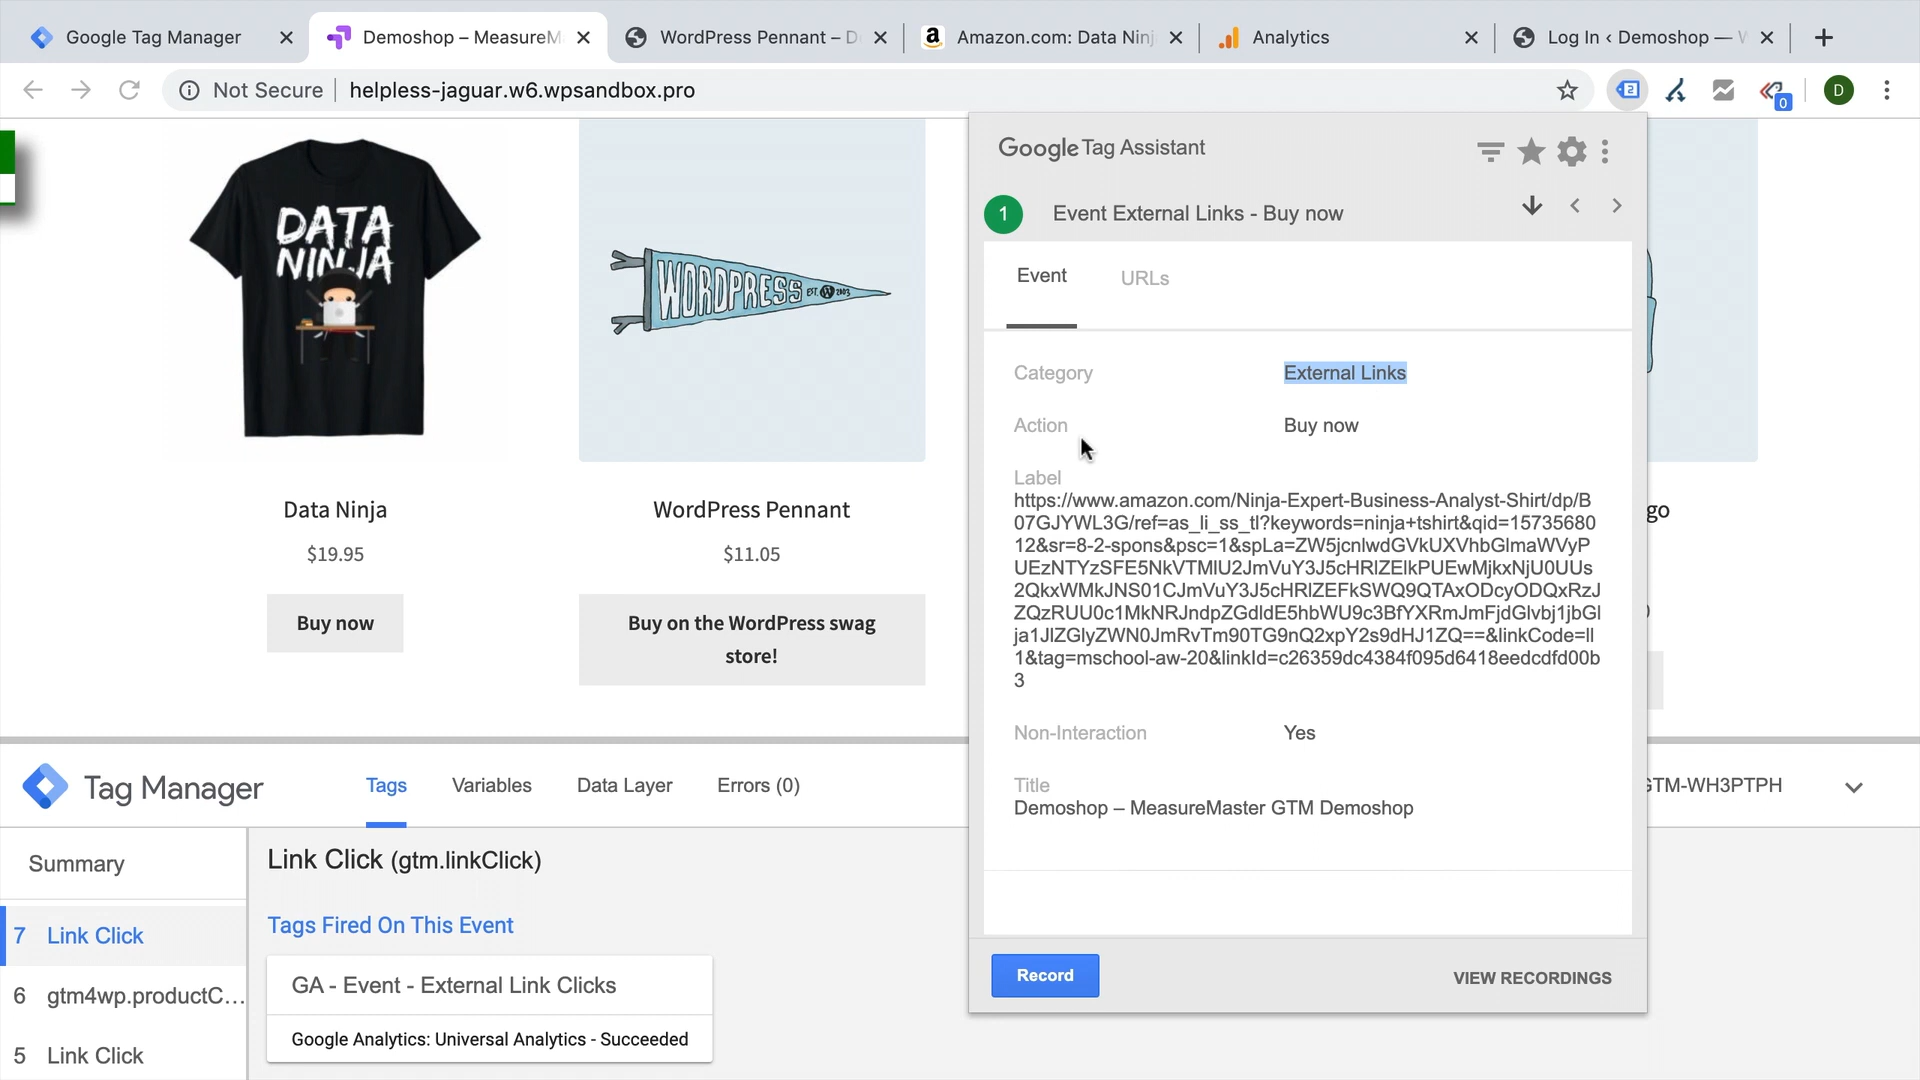 Google Tag Manager
Demoshop – MeasureM
WordPress Pennant – D
Amazon.com: Data Ninj
Analytics
Log In ‹ Demoshop — W
Not Secure
helpless-jaguar.w6.wpsandbox.pro
2
0
D
DATA
NINJA
WORDPRESS EST. 2003
Data Ninja
$19.95
Buy now
WordPress Pennant
$11.05
Buy on the WordPress swag
store!
go
Google Tag Assistant
1
Event External Links - Buy now
Event
URLs
Category
External Links
Action
Buy now
Label
https://www.amazon.com/Ninja-Expert-Business-Analyst-Shirt/dp/B
07GJYWL3G/ref=as_li_ss_tl?keywords=ninja+tshirt&qid=15735680
12&sr=8-2-spons&psc=1&spLa=ZW5jcnlwdGVkUXVhbGlmaWVyP
UEzNTYzSFE5NkVTMlU2JmVuY3J5cHRlZElkPUEwMjkxNjU0UUs
2QkxWMkJNS01CJmVuY3J5cHRlZEFkSWQ9QTAxODcyODQxRzJ
ZQzRUU0c1MkNRJndpZGdldE5hbWU9c3BfYXRmJmFjdGlvbj1jbGl
ja1JlZGlyZWN0JmRvTm90TG9nQ2xpY2s9dHJ1ZQ==&linkCode=ll
1&tag=mschool-aw-20&linkId=c26359dc4384f095d6418eedcdfd00b
3
Non-Interaction
Yes
Title
Demoshop – MeasureMaster GTM Demoshop
Record
VIEW RECORDINGS
Tag Manager
Tags
Variables
Data Layer
Errors (0)
GTM-WH3PTPH
Summary
7 Link Click
6 gtm4wp.productC...
5 Link Click
Link Click (gtm.linkClick)
Tags Fired On This Event
GA - Event - External Link Clicks
Google Analytics: Universal Analytics - Succeeded